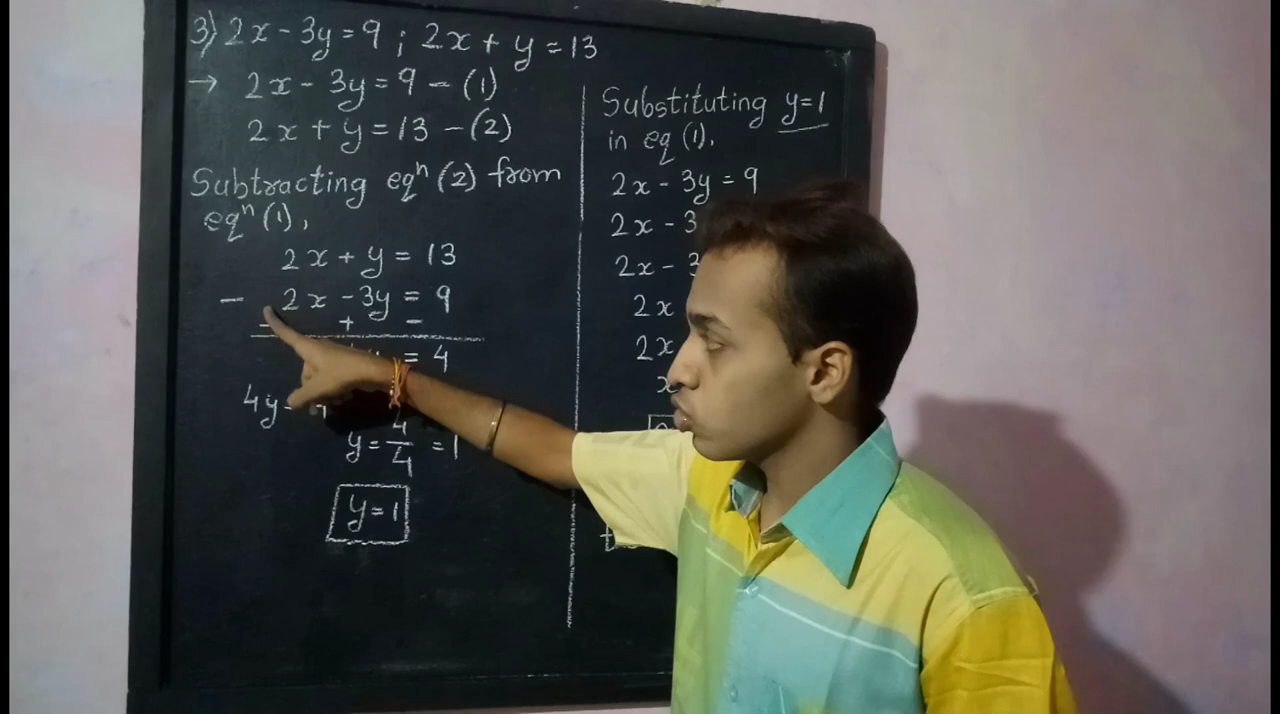 3) 2x - 3y = 9 ; 2x + y = 13
→ 2x - 3y = 9 - (1)
2x + y = 13 - (2)
Subtracting eqⁿ (2) from
eqⁿ (1),
2x + y = 13
- 2x - 3y = 9
- + -
= 4
4y =
y = 4/4 = 1
y = 1
Substituting y=1
in eq (1),
2x - 3y = 9
2x - 3
2x - 3
2x
2x
x